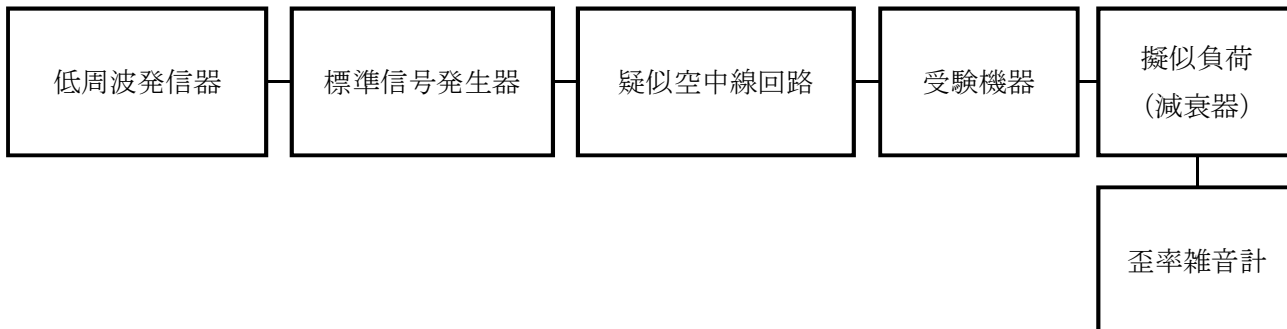 低周波発信器
標準信号発生器
疑似空中線回路
受験機器
擬似負荷
（減衰器）
歪率雑音計